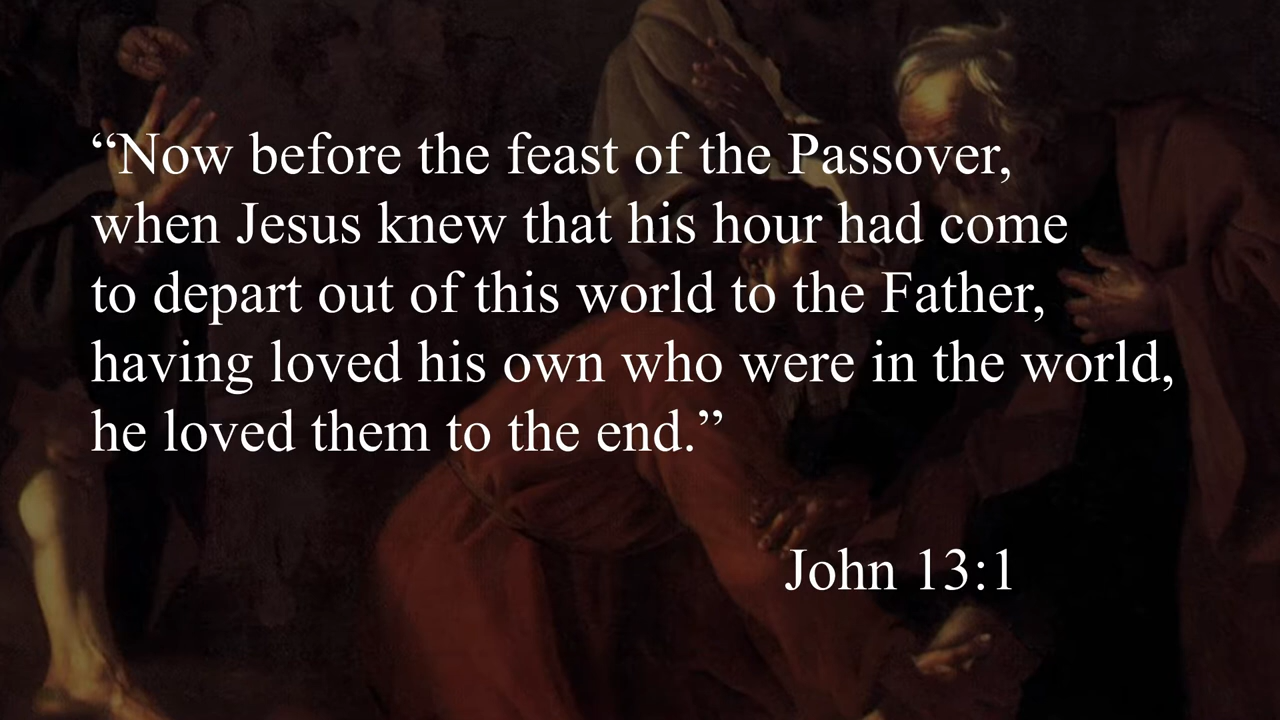 “Now before the feast of the Passover,
when Jesus knew that his hour had come
to depart out of this world to the Father,
having loved his own who were in the world,
he loved them to the end.”
John 13:1